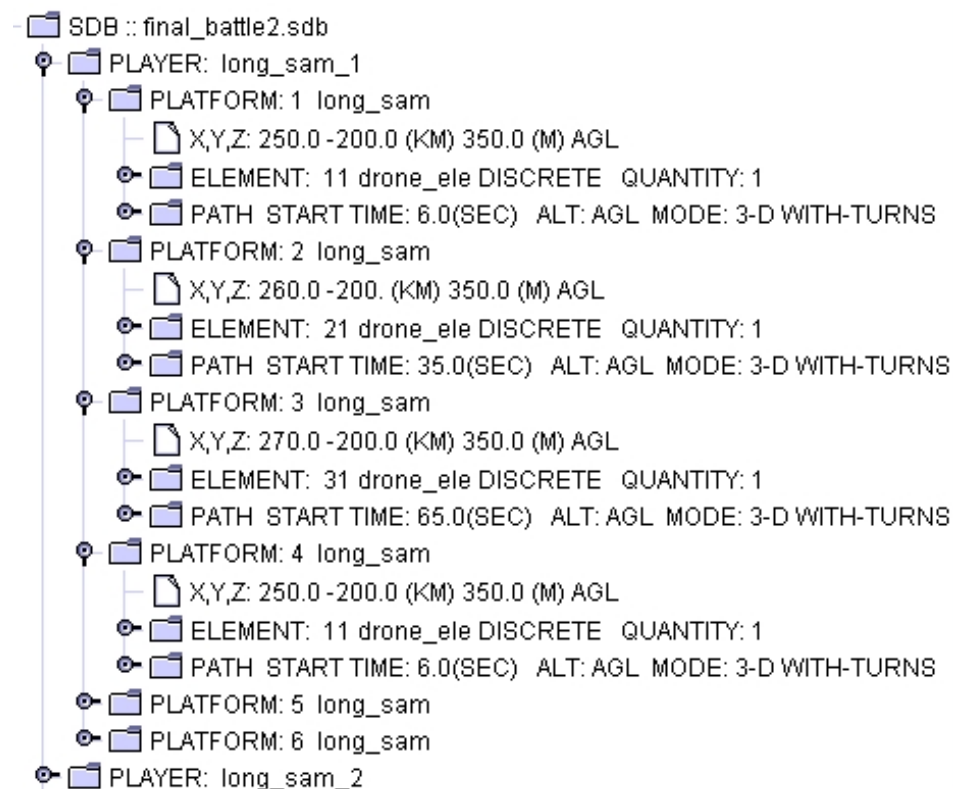 SDB :: final_battle2.sdb
PLAYER: long_sam_1
PLATFORM: 1 long_sam
X,Y,Z: 250.0 -200.0 (KM) 350.0 (M) AGL
ELEMENT: 11 drone_ele DISCRETE QUANTITY: 1
PATH START TIME: 6.0(SEC) ALT: AGL MODE: 3-D WITH-TURNS
PLATFORM: 2 long_sam
X,Y,Z: 260.0 -200. (KM) 350.0 (M) AGL
ELEMENT: 21 drone_ele DISCRETE QUANTITY: 1
PATH START TIME: 35.0(SEC) ALT: AGL MODE: 3-D WITH-TURNS
PLATFORM: 3 long_sam
X,Y,Z: 270.0 -200.0 (KM) 350.0 (M) AGL
ELEMENT: 31 drone_ele DISCRETE QUANTITY: 1
PATH START TIME: 65.0(SEC) ALT: AGL MODE: 3-D WITH-TURNS
PLATFORM: 4 long_sam
X,Y,Z: 250.0 -200.0 (KM) 350.0 (M) AGL
ELEMENT: 11 drone_ele DISCRETE QUANTITY: 1
PATH START TIME: 6.0(SEC) ALT: AGL MODE: 3-D WITH-TURNS
PLATFORM: 5 long_sam
PLATFORM: 6 long_sam
PLAYER: long_sam_2